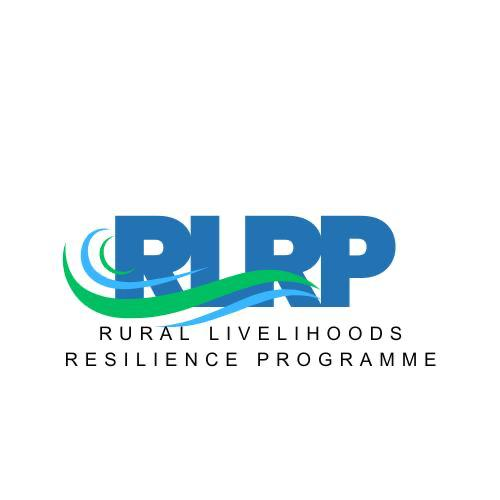 RLRP
RURAL LIVELIHOODS
RESILIENCE PROGRAMME